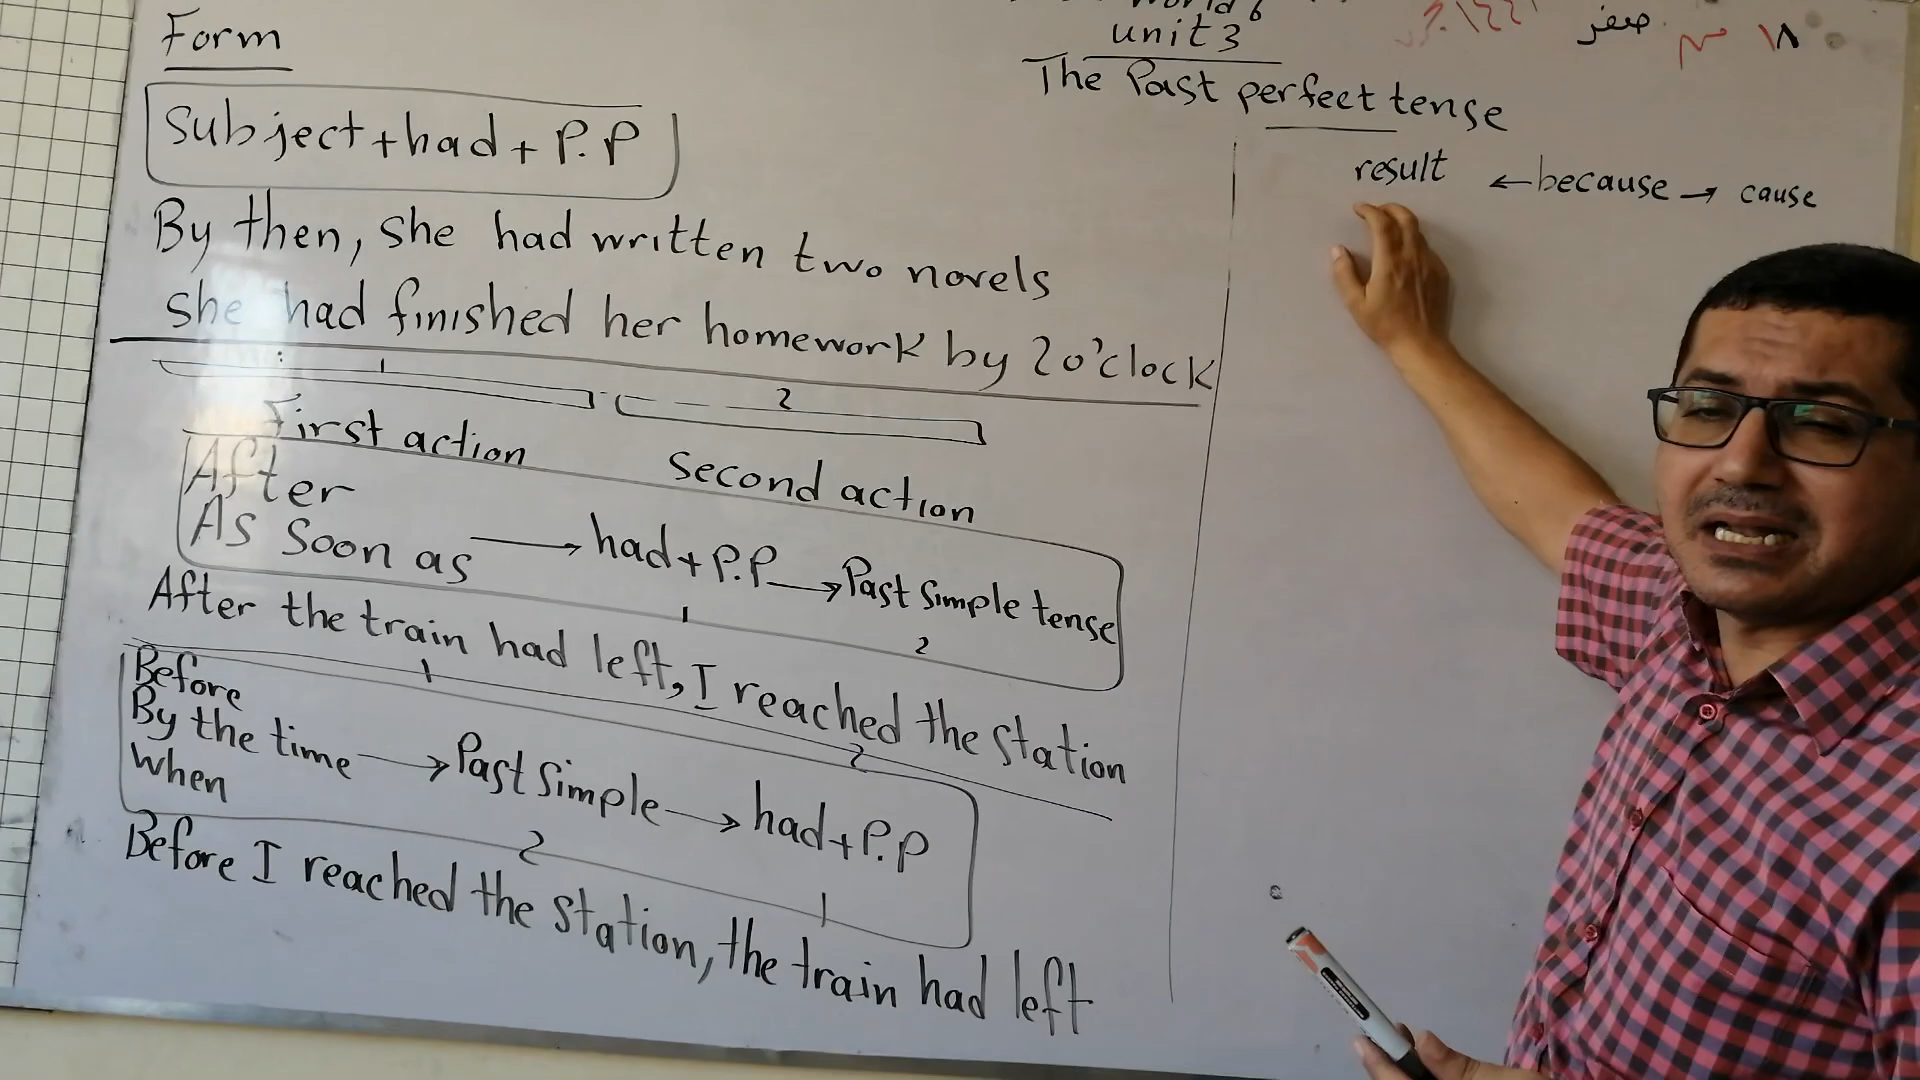 unit 3
The Past perfect tense
١٨ صفر
Form
Subject + had + P.P
By then, she had written two novels
she had finished her homework by 2 o'clock
1
2
First action
Second action
After
As soon as → had + P.P → Past simple tense
1
2
After the train had left, I reached the station
1
2
Before
By the time → Past simple → had + P.P
When
2
1
Before I reached the station, the train had left
result ← because → cause